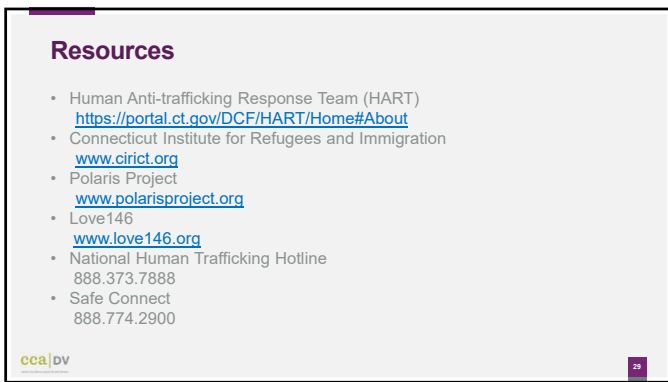 Resources
• Human Anti-trafficking Response Team (HART)
https://portal.ct.gov/DCF/HART/Home#About
• Connecticut Institute for Refugees and Immigration
www.cirict.org
• Polaris Project
www.polarisproject.org
• Love146
www.love146.org
• National Human Trafficking Hotline
888.373.7888
• Safe Connect
888.774.2900
cca|DV
29